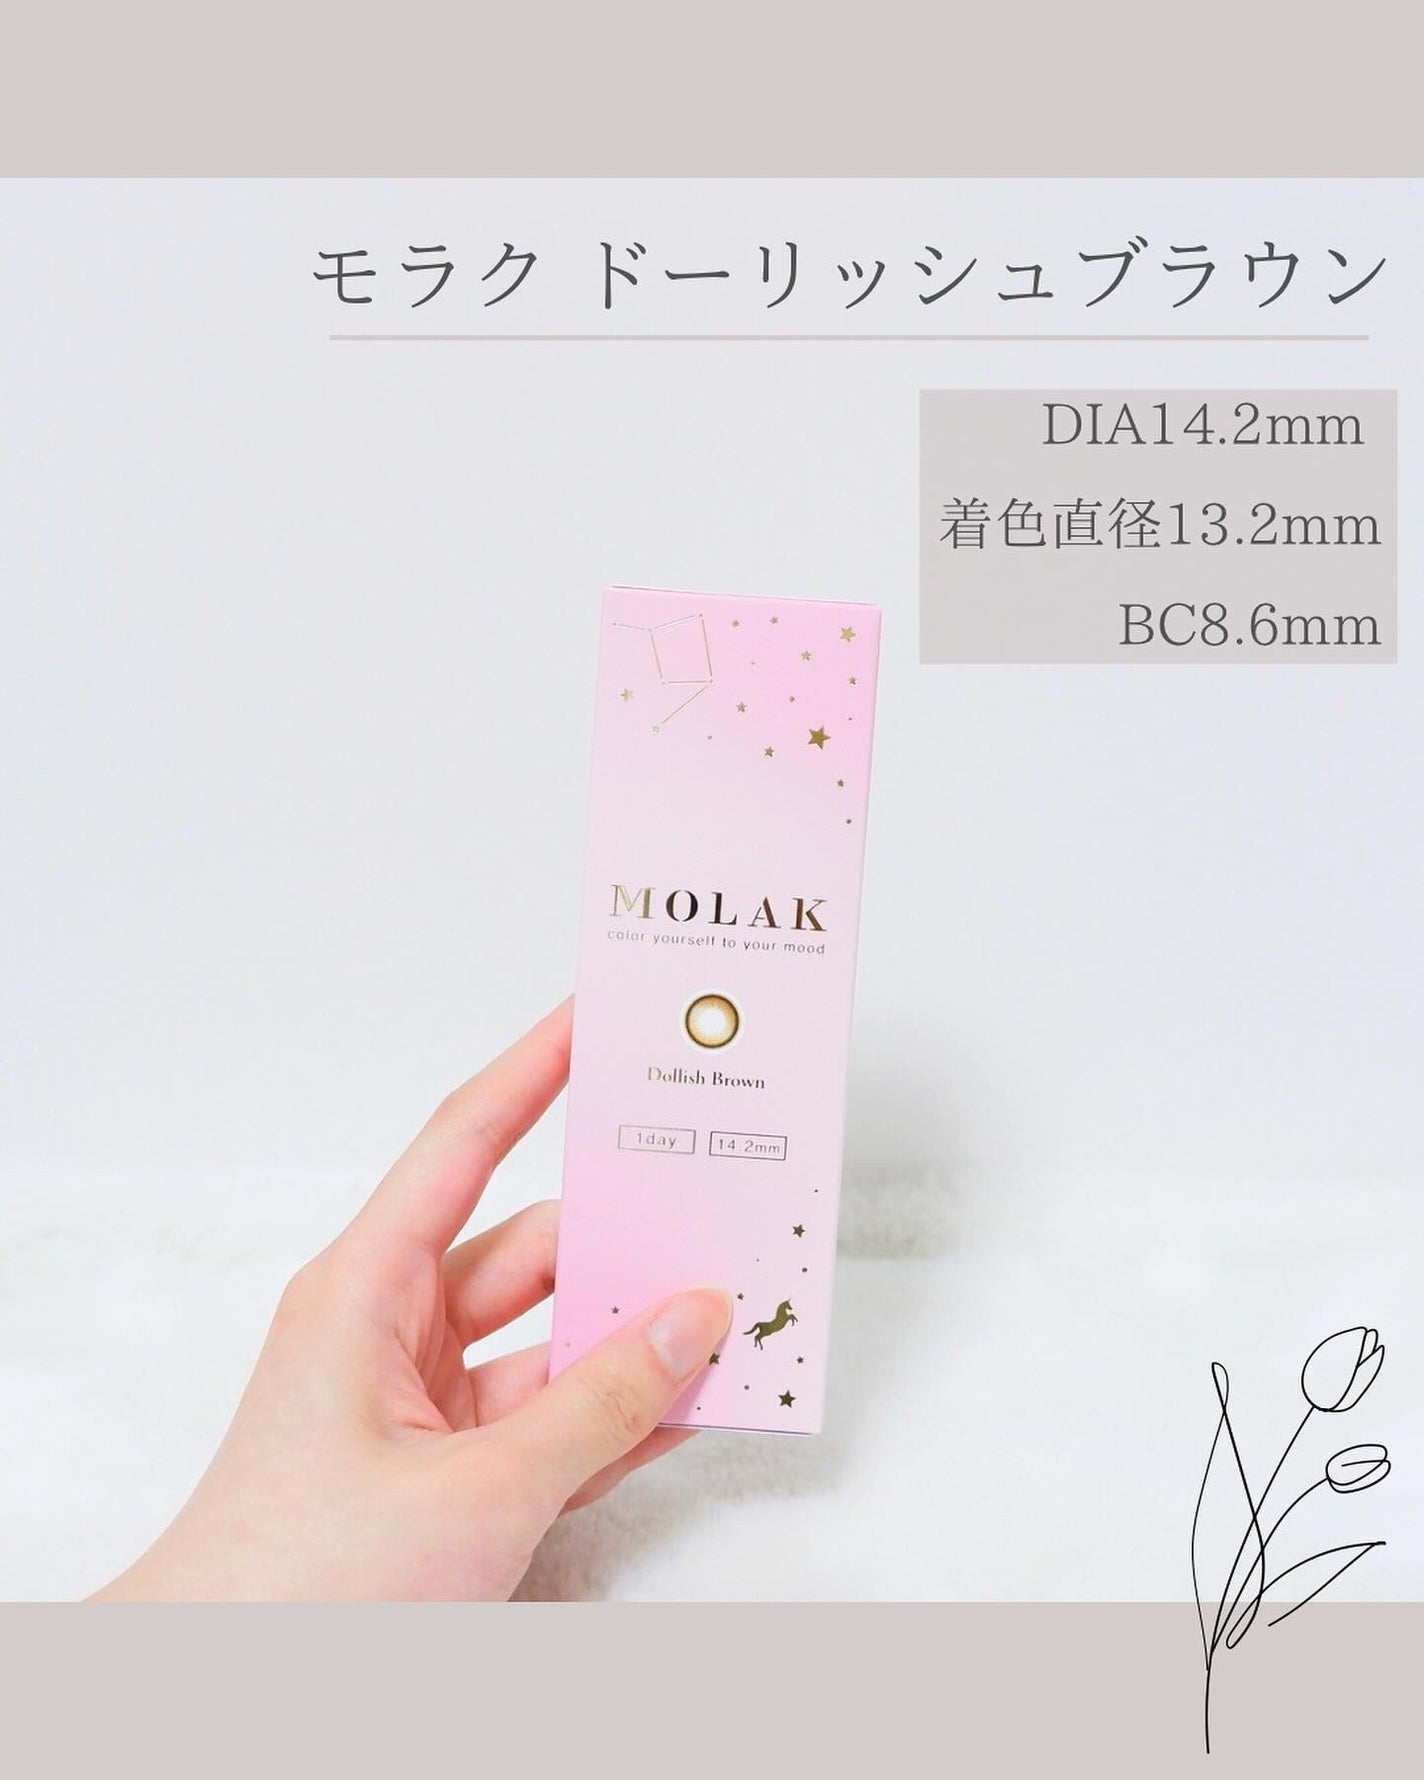 モラク ドーリッシュブラウン
DIA14.2mm
着色直径13.2mm
BC8.6mm
MOLAK
color yourself to your mood
Dollish Brown
1day 14.2mm